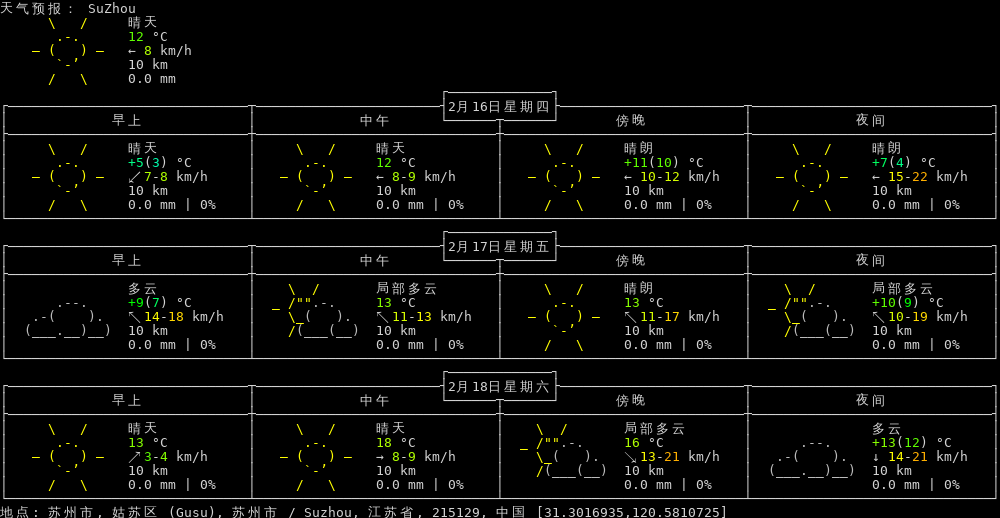 天气预报: SuZhou
晴天
12 °C
← 8 km/h
10 km
0.0 mm
2月16日星期四
早上 中午 傍晚 夜间
晴天 晴天 晴朗 晴朗
+5(3) °C 12 °C +11(10) °C +7(4) °C
↙ 7-8 km/h ← 8-9 km/h ← 10-12 km/h ← 15-22 km/h
10 km 10 km 10 km 10 km
0.0 mm | 0% 0.0 mm | 0% 0.0 mm | 0% 0.0 mm | 0%
2月17日星期五
早上 中午 傍晚 夜间
多云 局部多云 晴朗 局部多云
+9(7) °C 13 °C 13 °C +10(9) °C
↖ 14-18 km/h ↖ 11-13 km/h ↖ 11-17 km/h ↖ 10-19 km/h
10 km 10 km 10 km 10 km
0.0 mm | 0% 0.0 mm | 0% 0.0 mm | 0% 0.0 mm | 0%
2月18日星期六
早上 中午 傍晚 夜间
晴天 晴天 局部多云 多云
13 °C 18 °C 16 °C +13(12) °C
↗ 3-4 km/h → 8-9 km/h ↘ 13-21 km/h ↓ 14-21 km/h
10 km 10 km 10 km 10 km
0.0 mm | 0% 0.0 mm | 0% 0.0 mm | 0% 0.0 mm | 0%
地点: 苏州市, 姑苏区 (Gusu), 苏州市 / Suzhou, 江苏省, 215129, 中国 [31.3016935,120.5810725]